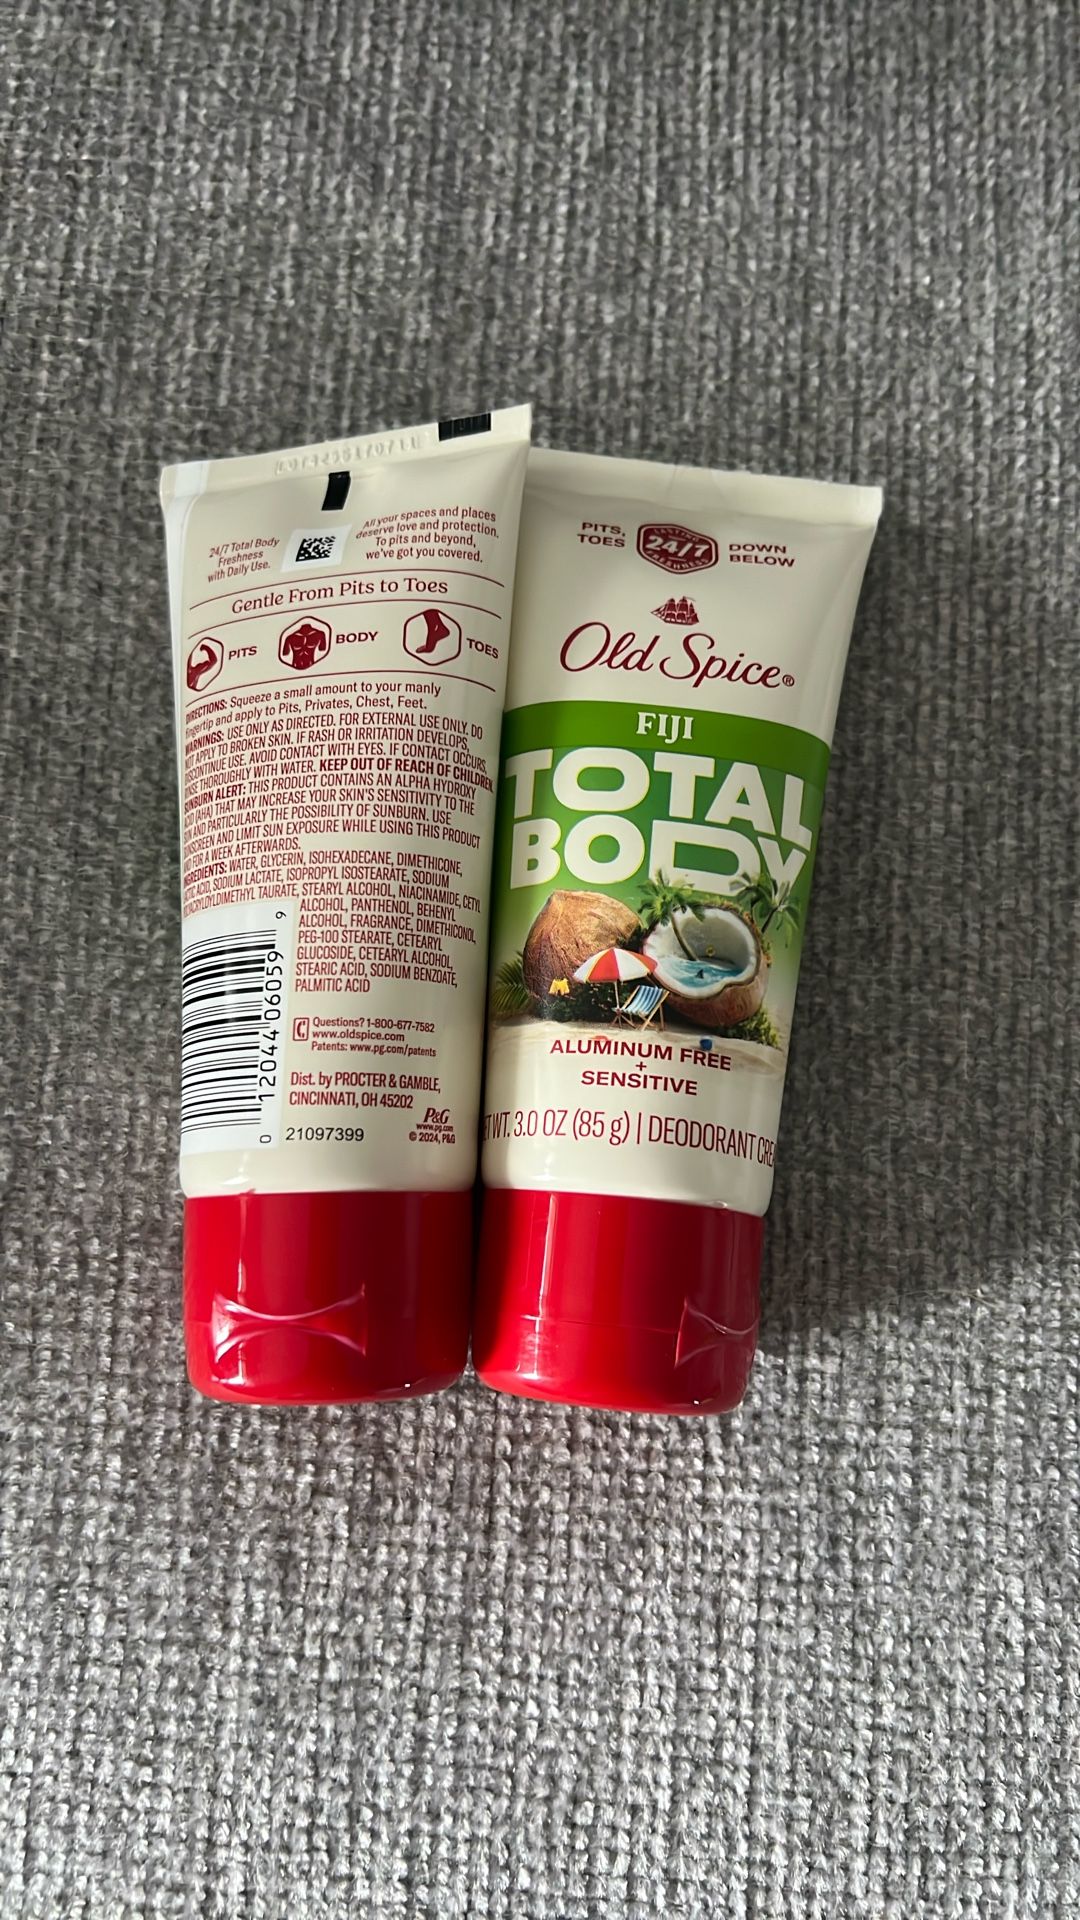 24/7 Total Body
Freshness
with Daily Use.
All your spaces and places
deserve love and protection.
To pits and beyond,
we've got you covered.
Gentle From Pits to Toes
PITS
BODY
TOES
DIRECTIONS: Squeeze a small amount to your manly
fingertip and apply to Pits, Privates, Chest, Feet.
WARNINGS: USE ONLY AS DIRECTED. FOR EXTERNAL USE ONLY. DO
NOT APPLY TO BROKEN SKIN. IF RASH OR IRRITATION DEVELOPS,
DISCONTINUE USE. AVOID CONTACT WITH EYES. IF CONTACT OCCURS,
RINSE THOROUGHLY WITH WATER. KEEP OUT OF REACH OF CHILDREN.
SUNBURN ALERT: THIS PRODUCT CONTAINS AN ALPHA HYDROXY
ACID (AHA) THAT MAY INCREASE YOUR SKIN'S SENSITIVITY TO THE
SUN AND PARTICULARLY THE POSSIBILITY OF SUNBURN. USE
SUNSCREEN AND LIMIT SUN EXPOSURE WHILE USING THIS PRODUCT
AND FOR A WEEK AFTERWARDS.
INGREDIENTS: WATER, GLYCERIN, ISOHEXADECANE, DIMETHICONE,
LACTIC ACID, SODIUM LACTATE, ISOPROPYL ISOSTEARATE, SODIUM
POLYACRYLOYLDIMETHYL TAURATE, STEARYL ALCOHOL, NIACINAMIDE, CETYL
ALCOHOL, PANTHENOL, BEHENYL
ALCOHOL, FRAGRANCE, DIMETHICONOL,
PEG-100 STEARATE, CETEARYL
GLUCOSIDE, CETEARYL ALCOHOL,
STEARIC ACID, SODIUM BENZOATE,
PALMITIC ACID
0 12044 06059 9
Questions? 1-800-677-7582
www.oldspice.com
Patents: www.pg.com/patents
Dist. by PROCTER & GAMBLE,
CINCINNATI, OH 45202
P&G
www.pg.com
© 2024, P&G
21097399
PITS,
TOES
LASTING
24/7
FRESHNESS
DOWN
BELOW
Old Spice®
FIJI
TOTAL
BODY
ALUMINUM FREE
+
SENSITIVE
ET WT. 3.0 OZ (85 g) | DEODORANT CRE